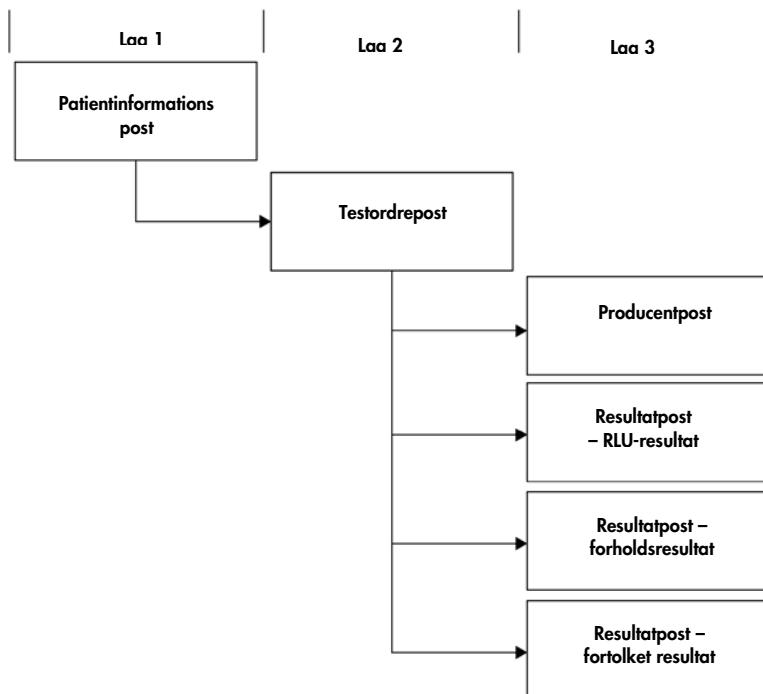 Laa 1
Laa 2
Laa 3
Patientinformations
post
Testordrepost
Producentpost
Resultatpost
– RLU-resultat
Resultatpost –
forholdsresultat
Resultatpost –
fortolket resultat